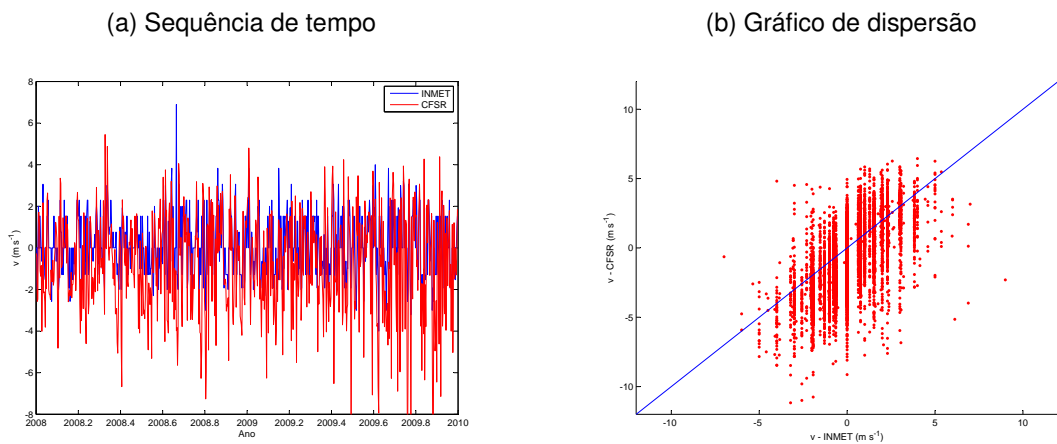 (a) Sequência de tempo
(b) Gráfico de dispersão
8
6
4
2
0
-2
-4
-6
-8
v (m s⁻¹)
INMET
CFSR
2008 2008.2 2008.4 2008.6 2008.8 2009 2009.2 2009.4 2009.6 2009.8 2010
Ano
10
5
0
-5
-10
v - CFSR (m s⁻¹)
-10 -5 0 5 10
v - INMET (m s⁻¹)